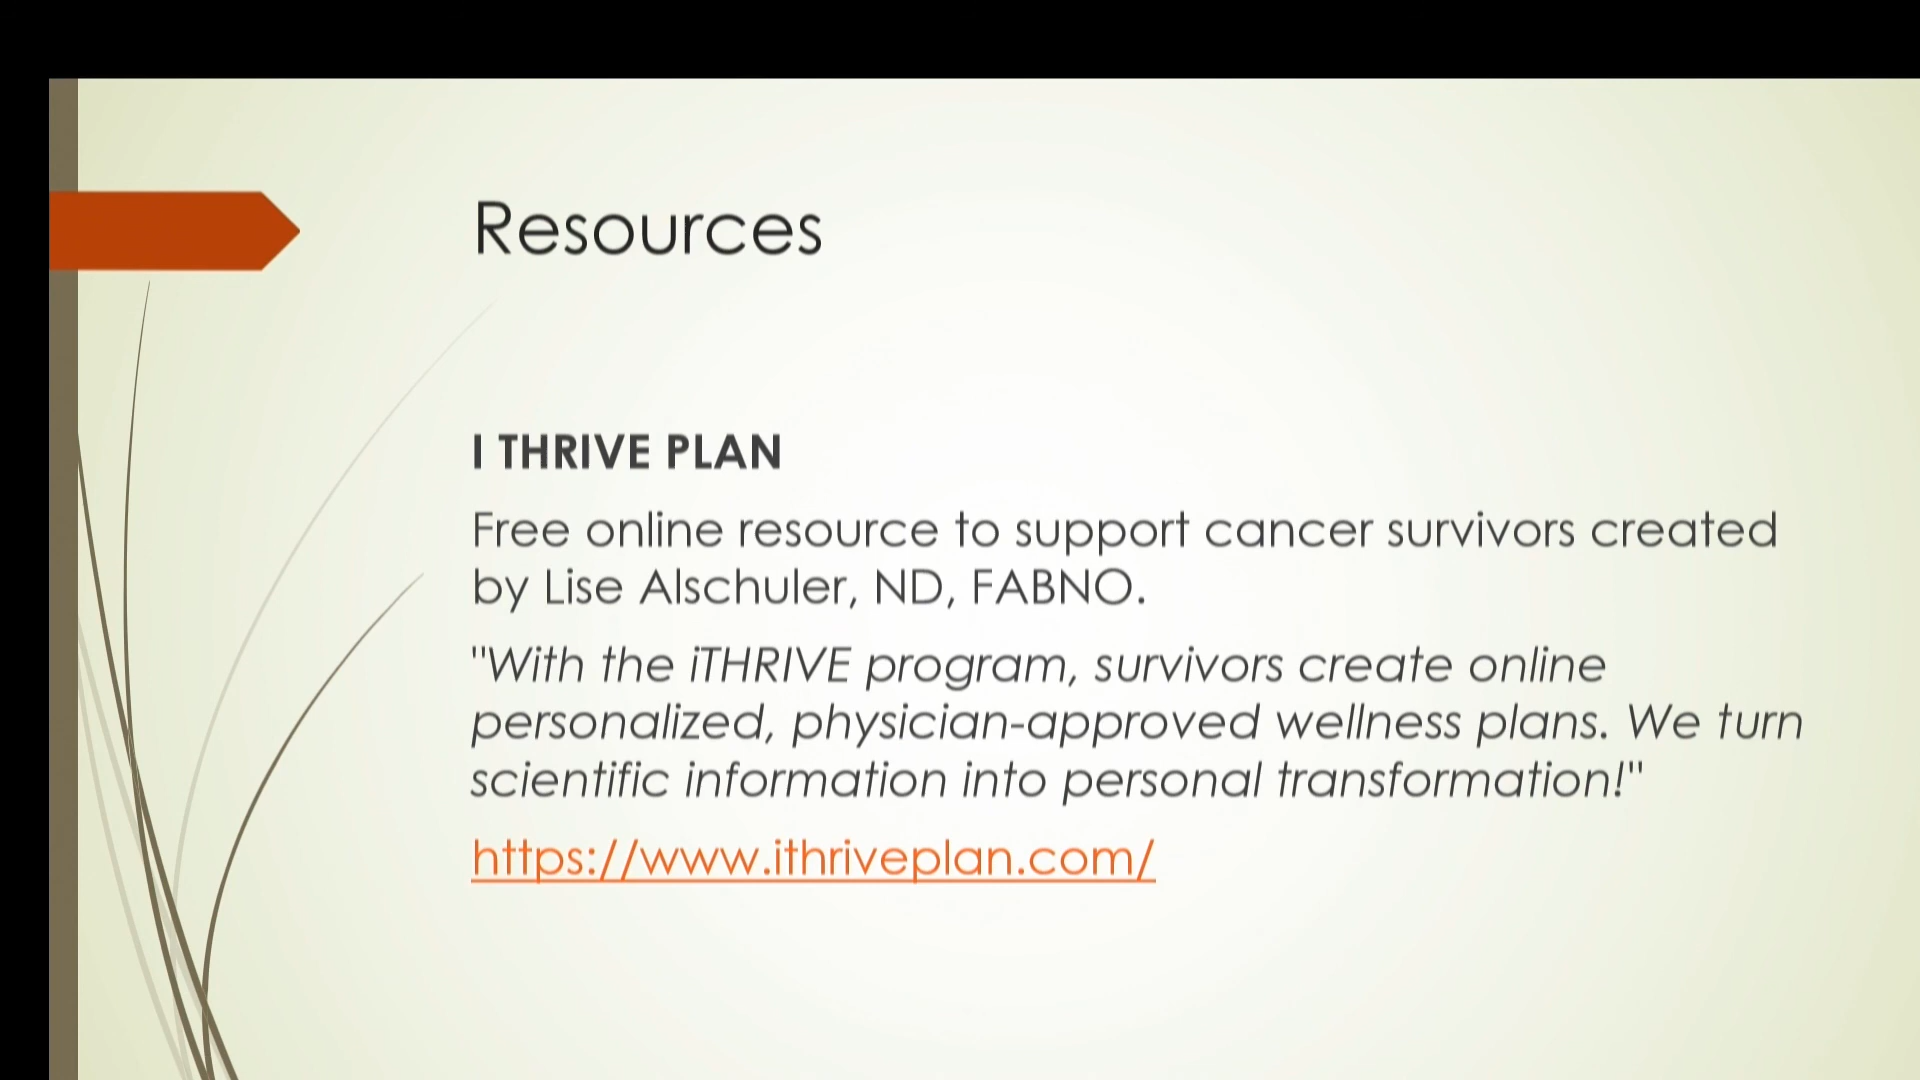 Resources
I THRIVE PLAN
Free online resource to support cancer survivors created
by Lise Alschuler, ND, FABNO.
"With the iTHRIVE program, survivors create online
personalized, physician-approved wellness plans. We turn
scientific information into personal transformation!"
https://www.ithriveplan.com/